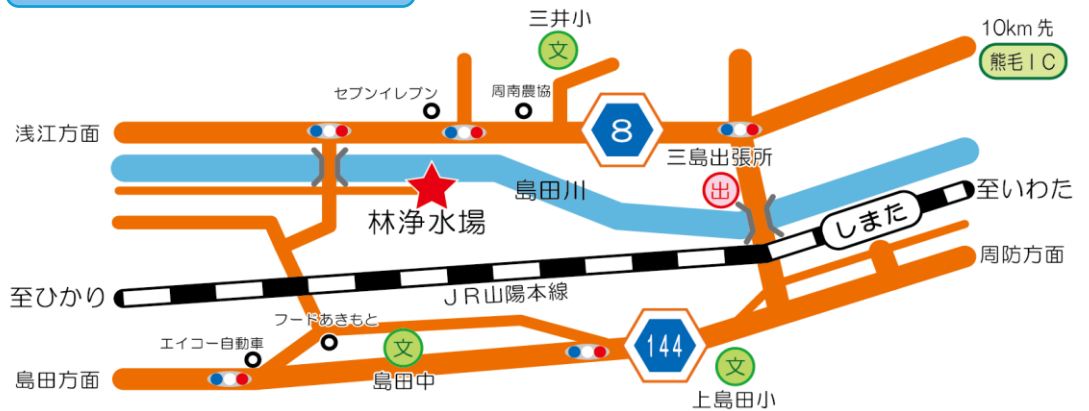 三井小
文
10km先
熊毛IC
セブンイレブン
周南農協
浅江方面
8
三島出張所
出
島田川
至いわた
林浄水場
しまた
周防方面
至ひかり
JR山陽本線
フードあきもと
エイコー自動車
文
144
文
島田方面
島田中
上島田小